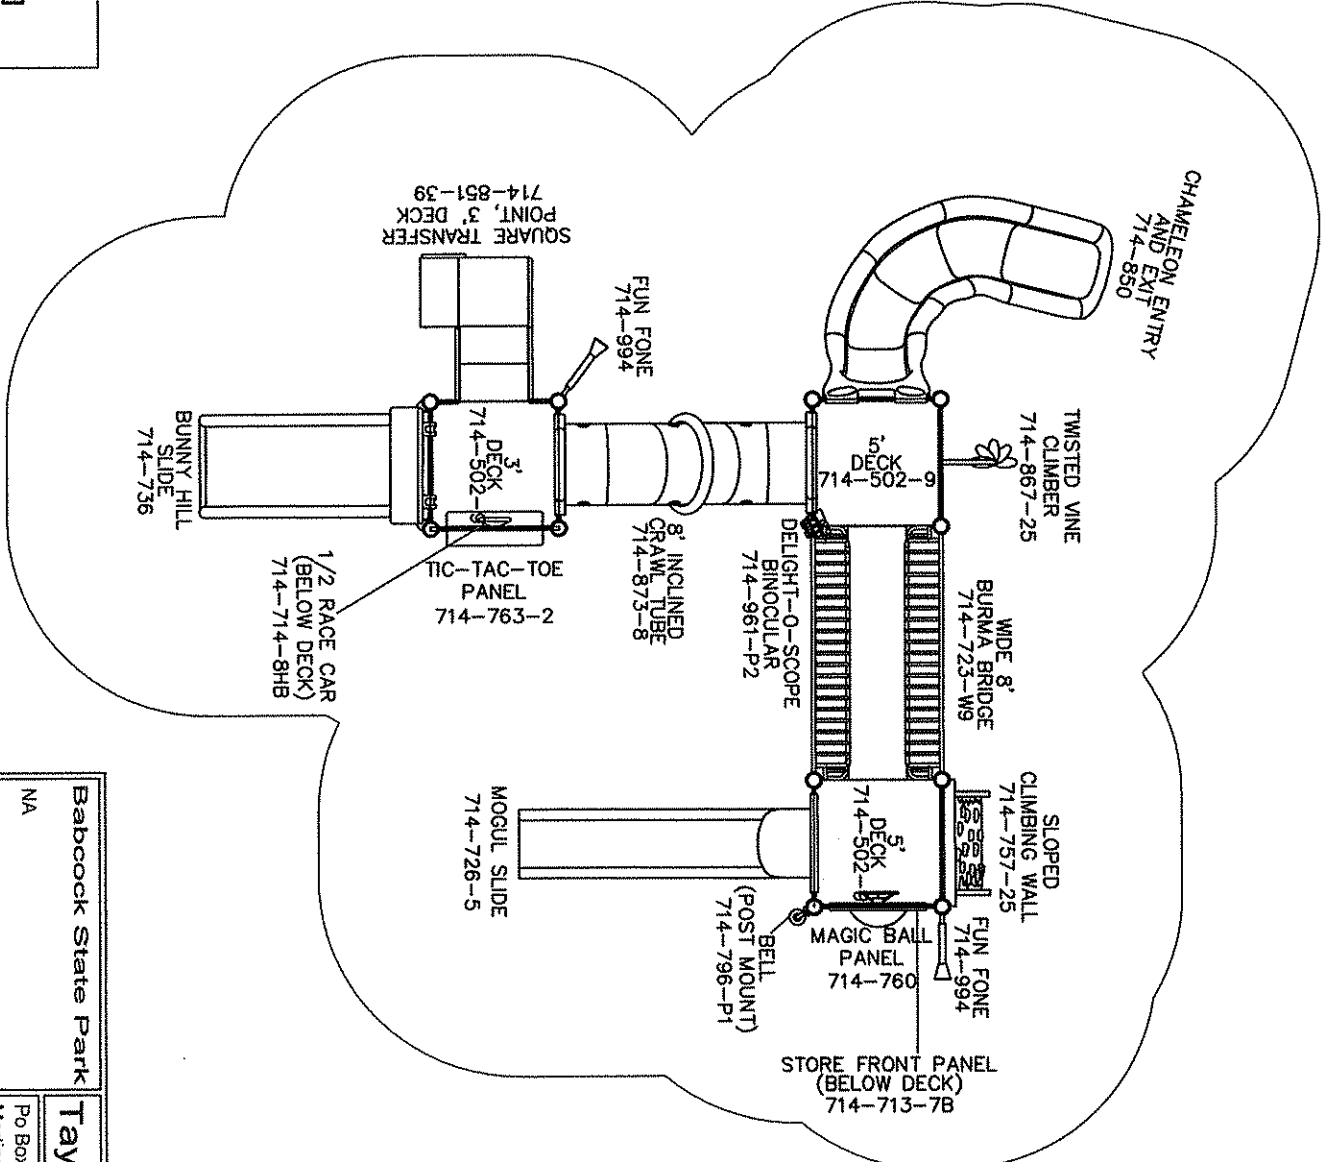 CHAMELEON ENTRY
AND EXIT
714-850
SQUARE TRANSFER
POINT, 3' DECK
714-851-39
FUN FONE
714-994
TWISTED VINE
CLIMBER
714-867-25
5'
DECK
714-502-9
3'
DECK
714-502-9
BUNNY HILL
SLIDE
714-736
8' INCLINED
CRAWL TUBE
714-873-8
DELIGHT-O-SCOPE
BINOCULAR
714-961-P2
WIDE 8'
BURMA BRIDGE
714-723-W9
TIC-TAC-TOE
PANEL
714-763-2
1/2 RACE CAR
(BELOW DECK)
714-714-8HB
SLOPED
CLIMBING WALL
714-757-25
MOGUL SLIDE
714-726-5
5'
DECK
FUN FONE
714-994
MAGIC BALL
PANEL
714-760
BELL
(POST MOUNT)
714-796-P1
STORE FRONT PANEL
(BELOW DECK)
714-713-7B
Babcock State Park
NA
Tay
Po Box